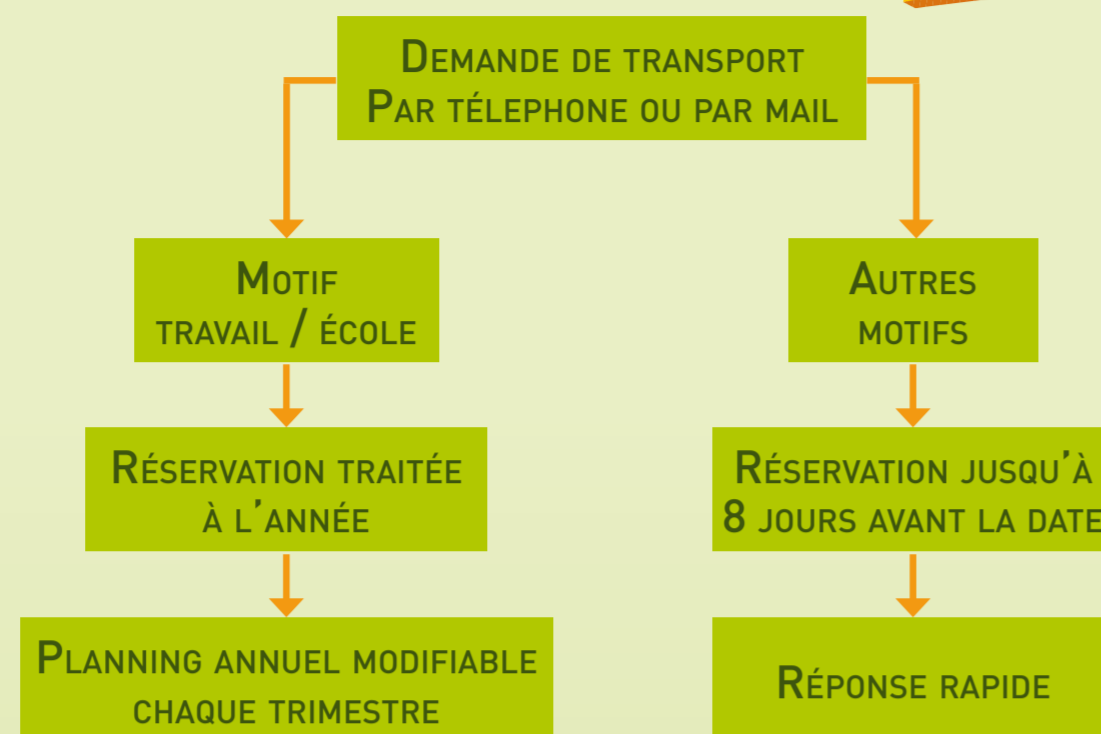 Demande de transport
Par télephone ou par mail
Motif
travail / école
Autres
motifs
Réservation traitée
à l'année
Réservation jusqu'à
8 jours avant la date
Planning annuel modifiable
chaque trimestre
Réponse rapide